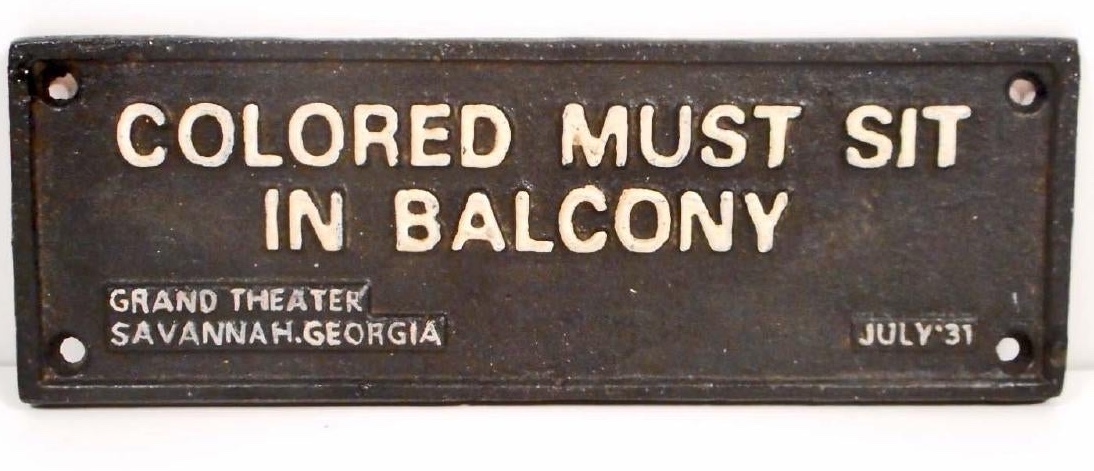 COLORED MUST SIT
IN BALCONY
GRAND THEATER
SAVANNAH.GEORGIA
JULY'31